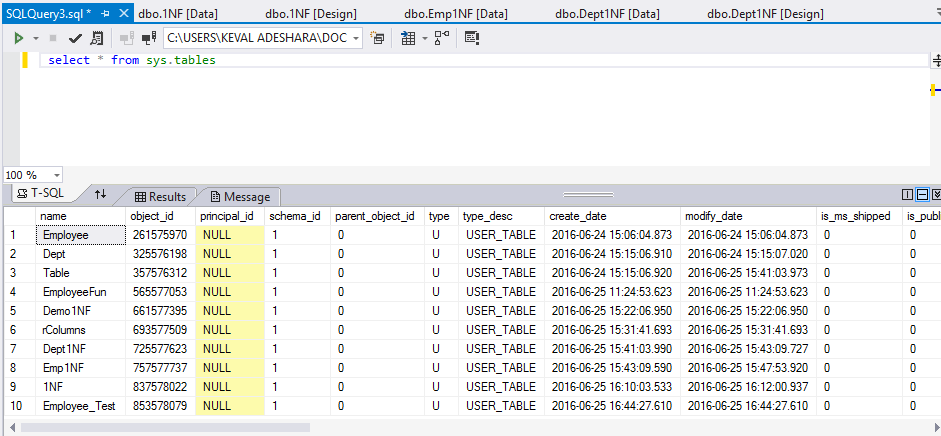 SQLQuery3.sql * dbo.1NF [Data] dbo.1NF [Design] dbo.Emp1NF [Data] dbo.Dept1NF [Data] dbo.Dept1NF [Design]
C:\USERS\KEVAL ADESHARA\DOC
select * from sys.tables
100 %
T-SQL Results Message
name object_id principal_id schema_id parent_object_id type type_desc create_date modify_date is_ms_shipped is_publ
1 Employee 261575970 NULL 1 0 U USER_TABLE 2016-06-24 15:06:04.873 2016-06-24 15:06:04.873 0 0
2 Dept 325576198 NULL 1 0 U USER_TABLE 2016-06-24 15:15:06.910 2016-06-24 15:15:07.020 0 0
3 Table 357576312 NULL 1 0 U USER_TABLE 2016-06-24 15:15:06.920 2016-06-25 15:41:03.973 0 0
4 EmployeeFun 565577053 NULL 1 0 U USER_TABLE 2016-06-25 11:24:53.623 2016-06-25 11:24:53.623 0 0
5 Demo1NF 661577395 NULL 1 0 U USER_TABLE 2016-06-25 15:22:06.950 2016-06-25 15:22:06.950 0 0
6 rColumns 693577509 NULL 1 0 U USER_TABLE 2016-06-25 15:31:41.693 2016-06-25 15:31:41.693 0 0
7 Dept1NF 725577623 NULL 1 0 U USER_TABLE 2016-06-25 15:41:03.990 2016-06-25 15:43:09.727 0 0
8 Emp1NF 757577737 NULL 1 0 U USER_TABLE 2016-06-25 15:43:09.590 2016-06-25 15:47:53.920 0 0
9 1NF 837578022 NULL 1 0 U USER_TABLE 2016-06-25 16:10:03.533 2016-06-25 16:12:00.937 0 0
10 Employee_Test 853578079 NULL 1 0 U USER_TABLE 2016-06-25 16:44:27.610 2016-06-25 16:44:27.610 0 0